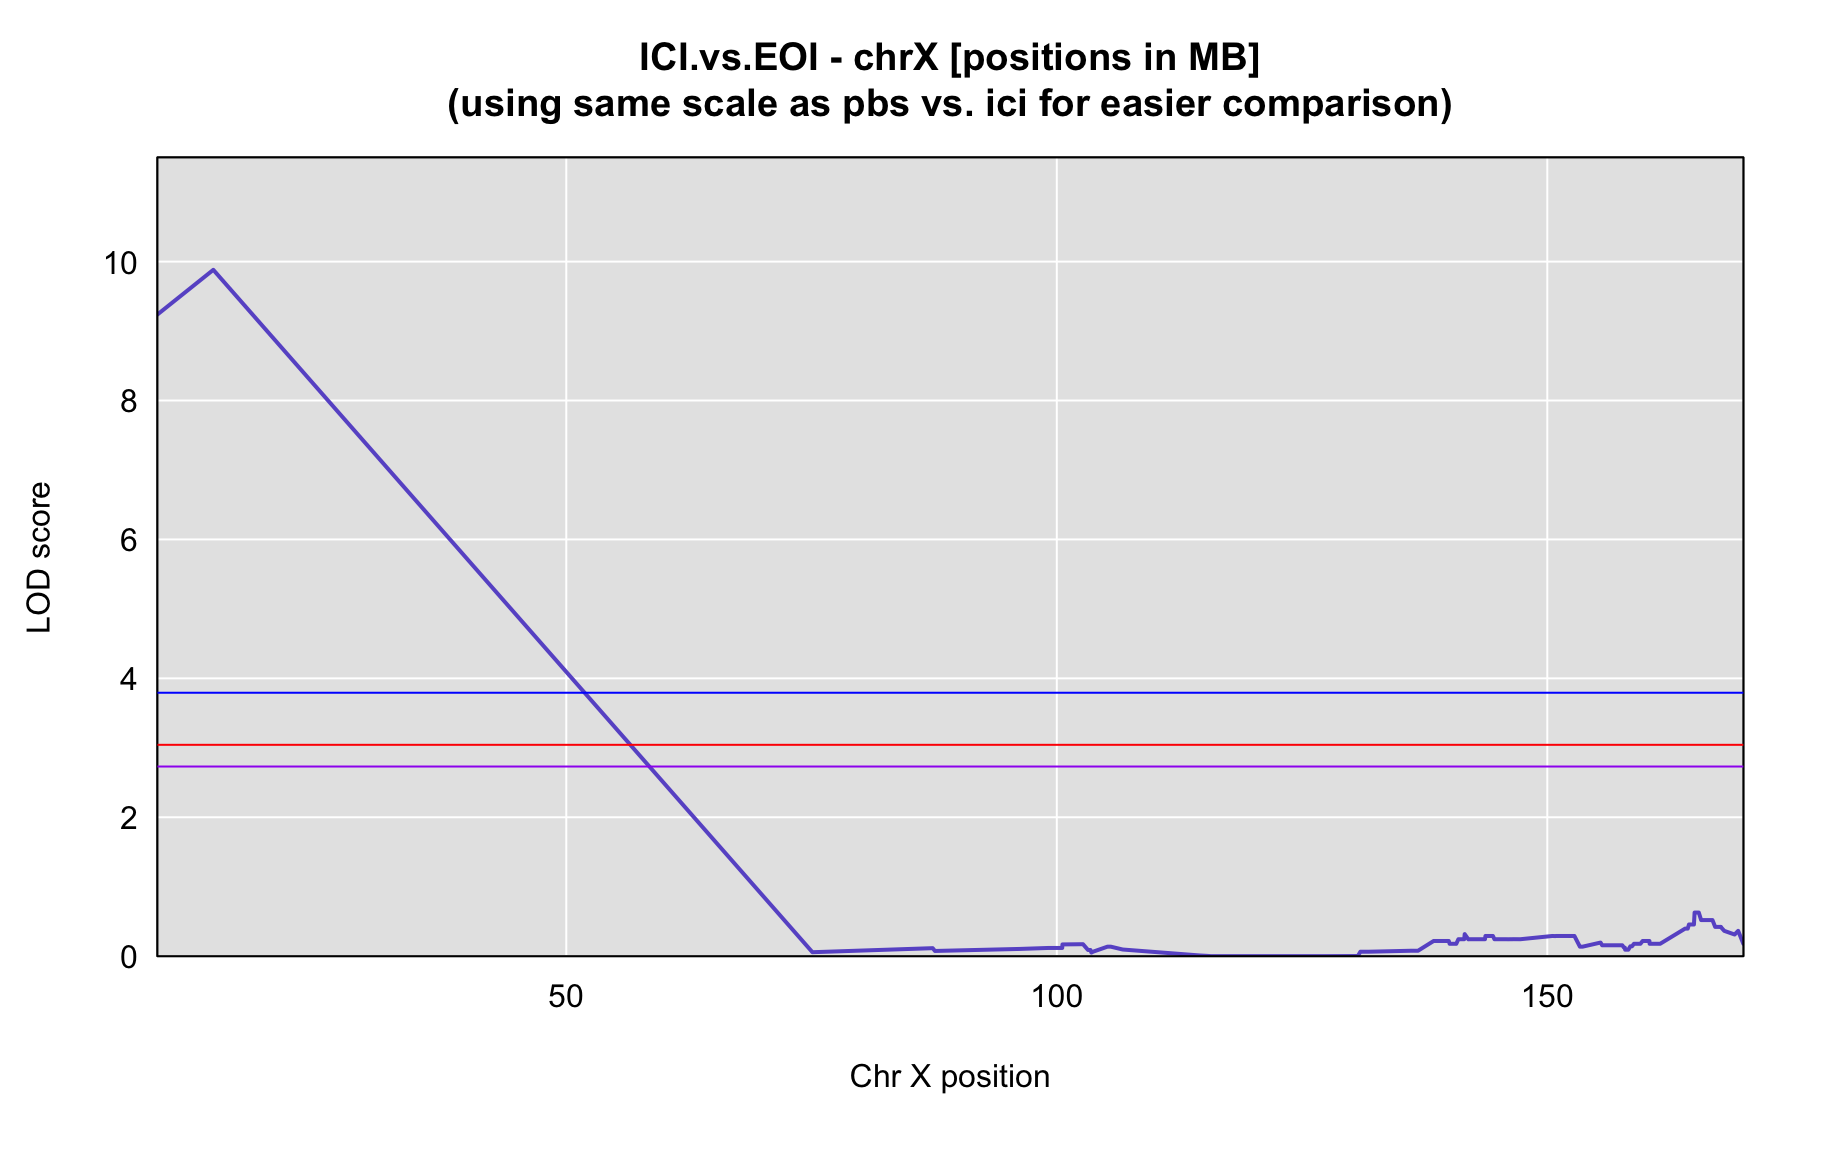 ICI.vs.EOI - chrX [positions in MB]
(using same scale as pbs vs. ici for easier comparison)
LOD score
10
8
6
4
2
0
50
100
150
Chr X position